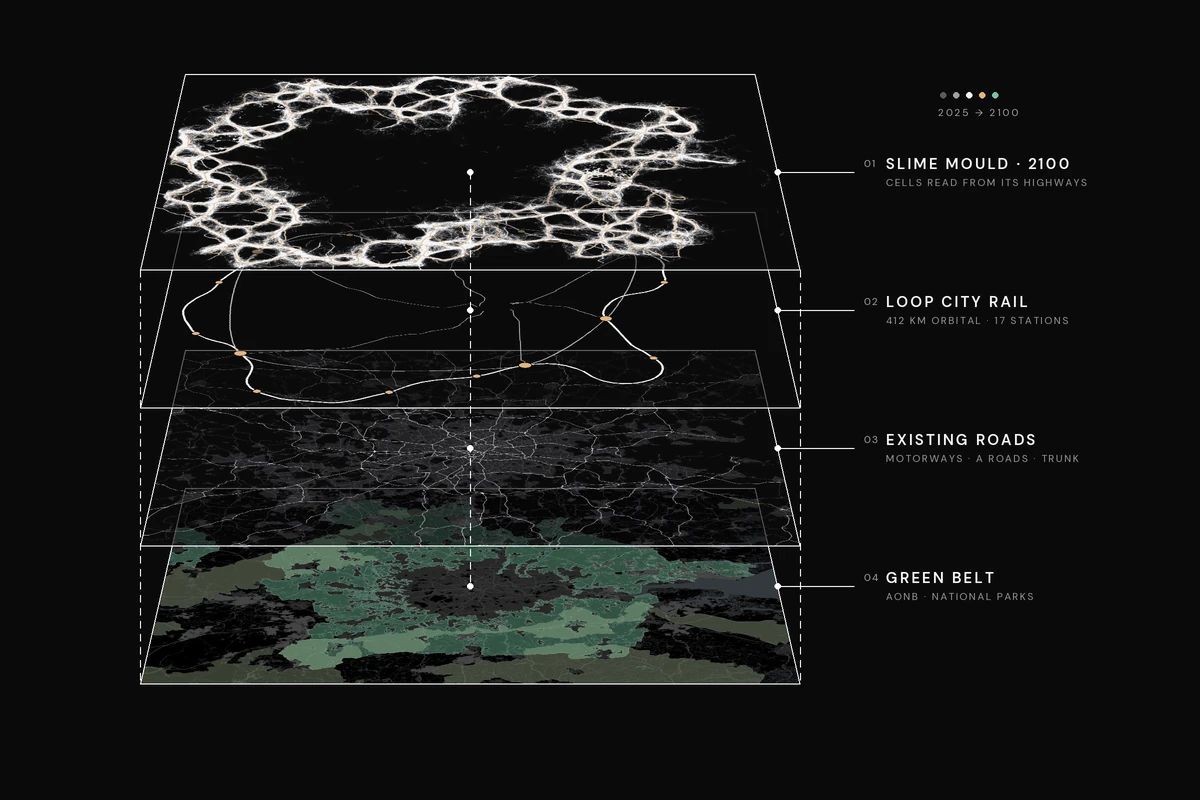 2025 → 2100
01 SLIME MOULD · 2100
CELLS READ FROM ITS HIGHWAYS
02 LOOP CITY RAIL
412 KM ORBITAL · 17 STATIONS
03 EXISTING ROADS
MOTORWAYS · A ROADS · TRUNK
04 GREEN BELT
AONB · NATIONAL PARKS